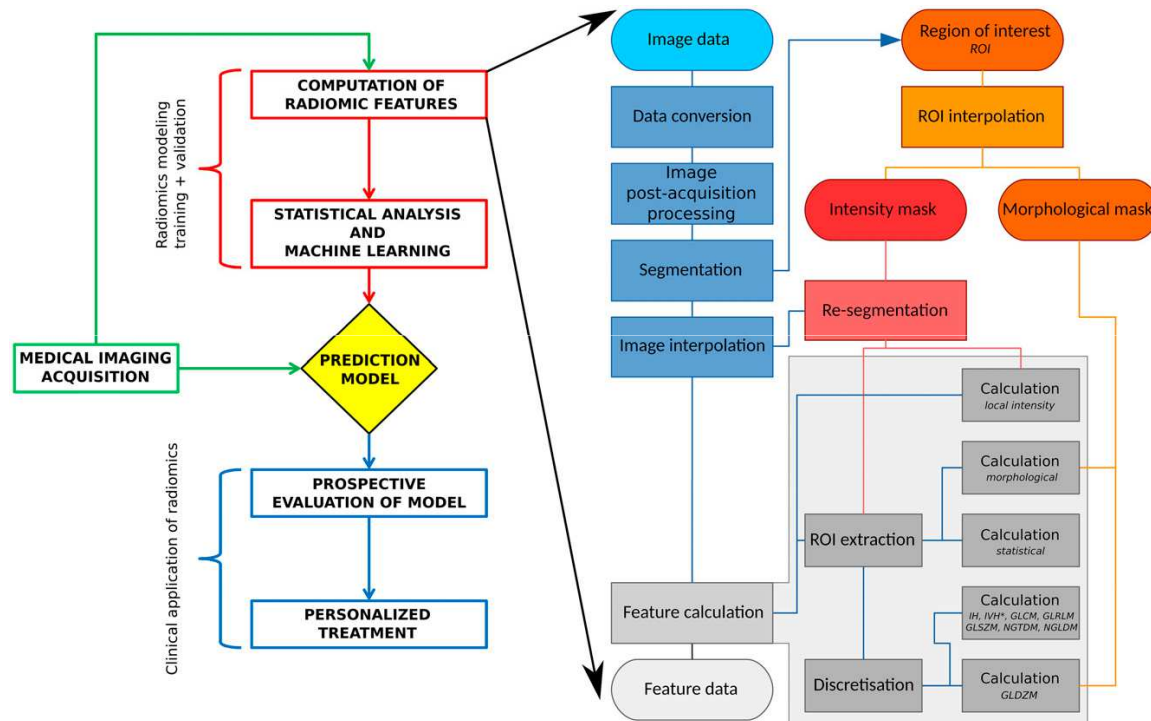 COMPUTATION OF
RADIOMIC FEATURES
Radiomics modeling
training + validation
STATISTICAL ANALYSIS
AND
MACHINE LEARNING
MEDICAL IMAGING
ACQUISITION
PREDICTION
MODEL
Clinical application of radiomics
PROSPECTIVE
EVALUATION OF MODEL
PERSONALIZED
TREATMENT
Image data
Data conversion
Image
post-acquisition
processing
Segmentation
Image interpolation
Feature calculation
Feature data
Region of interest
ROI
ROI interpolation
Intensity mask
Morphological mask
Re-segmentation
Calculation
local intensity
Calculation
morphological
ROI extraction
Calculation
statistical
Calculation
IH, IVH*, GLCM, GLRLM
GLSZM, NGTDM, NGLDM
Discretisation
Calculation
GLDZM